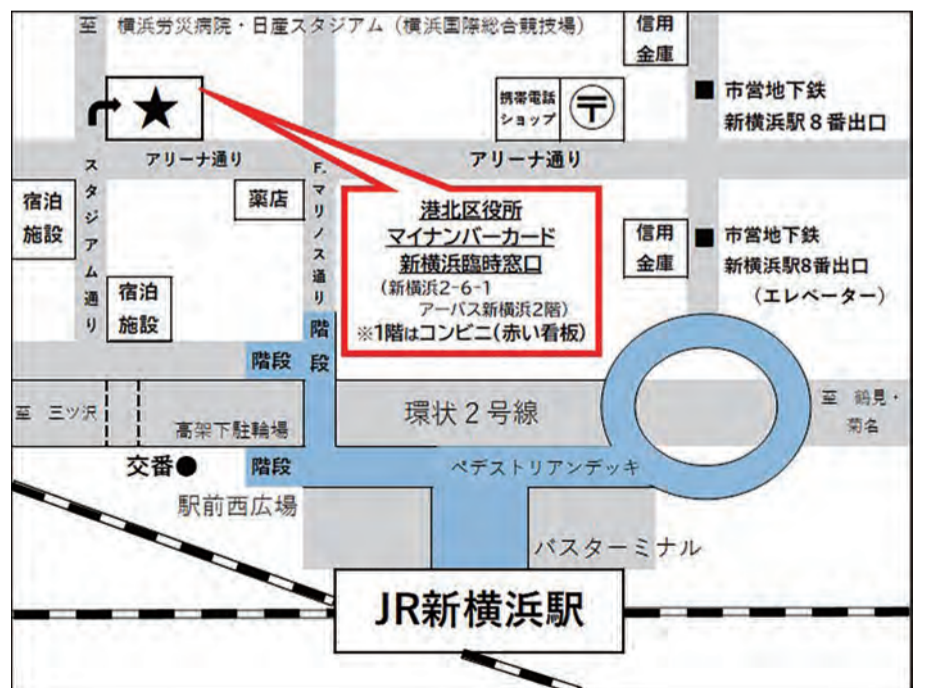 至 横浜労災病院・日産スタジアム（横浜国際総合競技場）
信用
金庫
★
携帯電話
ショップ
〒
■ 市営地下鉄
新横浜駅８番出口
アリーナ通り
アリーナ通り
スタジアム通り
F.マリノス通り
宿泊
施設
薬店
港北区役所
マイナンバーカード
新横浜臨時窓口
(新横浜2-6-1
アーバス新横浜2階)
※1階はコンビニ(赤い看板)
信用
金庫
■ 市営地下鉄
新横浜駅8番出口
（エレベーター）
宿泊
施設
階段
階段
至 三ツ沢
高架下駐輪場
環状２号線
至 鶴見・
菊名
交番●
階段
ペデストリアンデッキ
駅前西広場
バスターミナル
JR新横浜駅